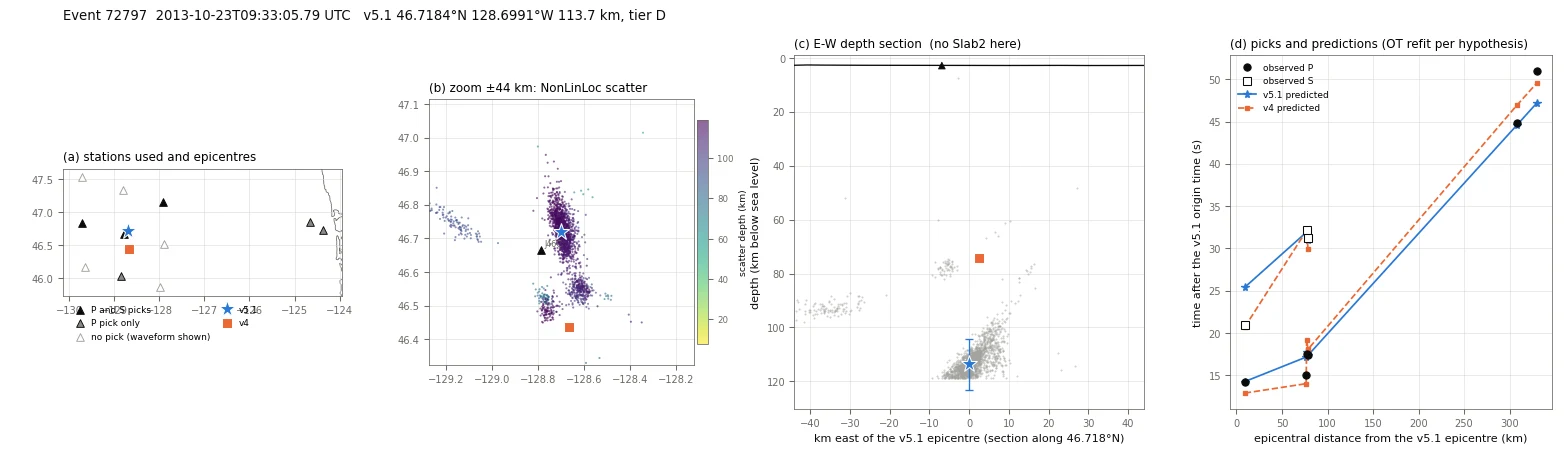 Event 72797  2013-10-23T09:33:05.79 UTC   v5.1 46.7184°N 128.6991°W 113.7 km, tier D
(a) stations used and epicentres
47.5
47.0
46.5
46.0
−130 −129 −128 −127 −126 −125 −124
P and S picks
P pick only
no pick (waveform shown)
v5.1
v4
(b) zoom ±44 km: NonLinLoc scatter
47.1
47.0
46.9
46.8
46.7
46.6
46.5
46.4
−129.2 −129.0 −128.8 −128.6 −128.4 −128.2
100
80
60
40
20
scatter depth (km)
(c) E-W depth section  (no Slab2 here)
0
20
40
60
80
100
120
depth (km below sea level)
−40 −30 −20 −10 0 10 20 30 40
km east of the v5.1 epicentre (section along 46.718°N)
(d) picks and predictions (OT refit per hypothesis)
observed P
observed S
v5.1 predicted
v4 predicted
50
45
40
35
30
25
20
15
time after the v5.1 origin time (s)
0 50 100 150 200 250 300
epicentral distance from the v5.1 epicentre (km)